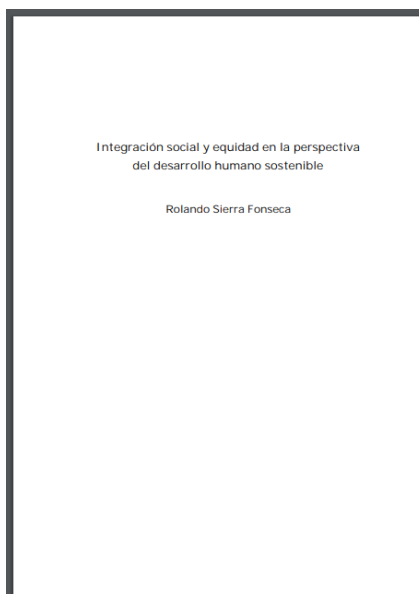 Integración social y equidad en la perspectiva
del desarrollo humano sostenible
Rolando Sierra Fonseca